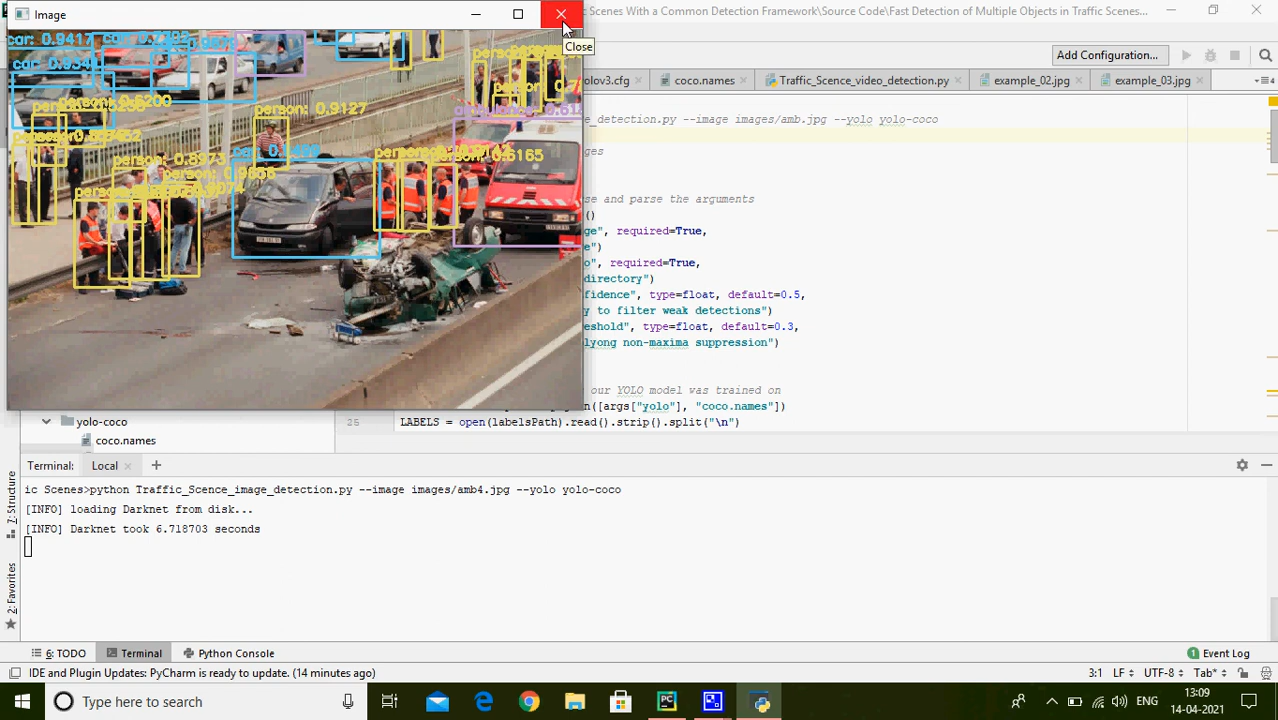 Image
Scenes With a Common Detection Framework\Source Code\Fast Detection of Multiple Objects in Traffic Scenes...
Close
Add Configuration...
olov3.cfg
coco.names
Traffic_Scence_video_detection.py
example_02.jpg
example_03.jpg
car: 0.9417
person: 0.6200
person: 0.9127
person: 0.8973
car:
6165
_detection.py --image images/amb.jpg --yolo yolo-coco
ges
se and parse the arguments
()
ge", required=True,
e")
o", required=True,
directory")
fidence", type=float, default=0.5,
y to filter weak detections")
eshold", type=float, default=0.3,
lyong non-maxima suppression")
our YOLO model was trained on
([args["yolo"], "coco.names"])
25 LABELS = open(labelsPath).read().strip().split("\n")
yolo-coco
coco.names
Terminal: Local +
ic Scenes>python Traffic_Scence_image_detection.py --image images/amb4.jpg --yolo yolo-coco
[INFO] loading Darknet from disk...
[INFO] Darknet took 6.718703 seconds
7: Structure
2: Favorites
6: TODO Terminal Python Console 1 Event Log
IDE and Plugin Updates: PyCharm is ready to update. (14 minutes ago) 3:1 LF UTF-8 Tab*
Type here to search
ENG
13:09
14-04-2021